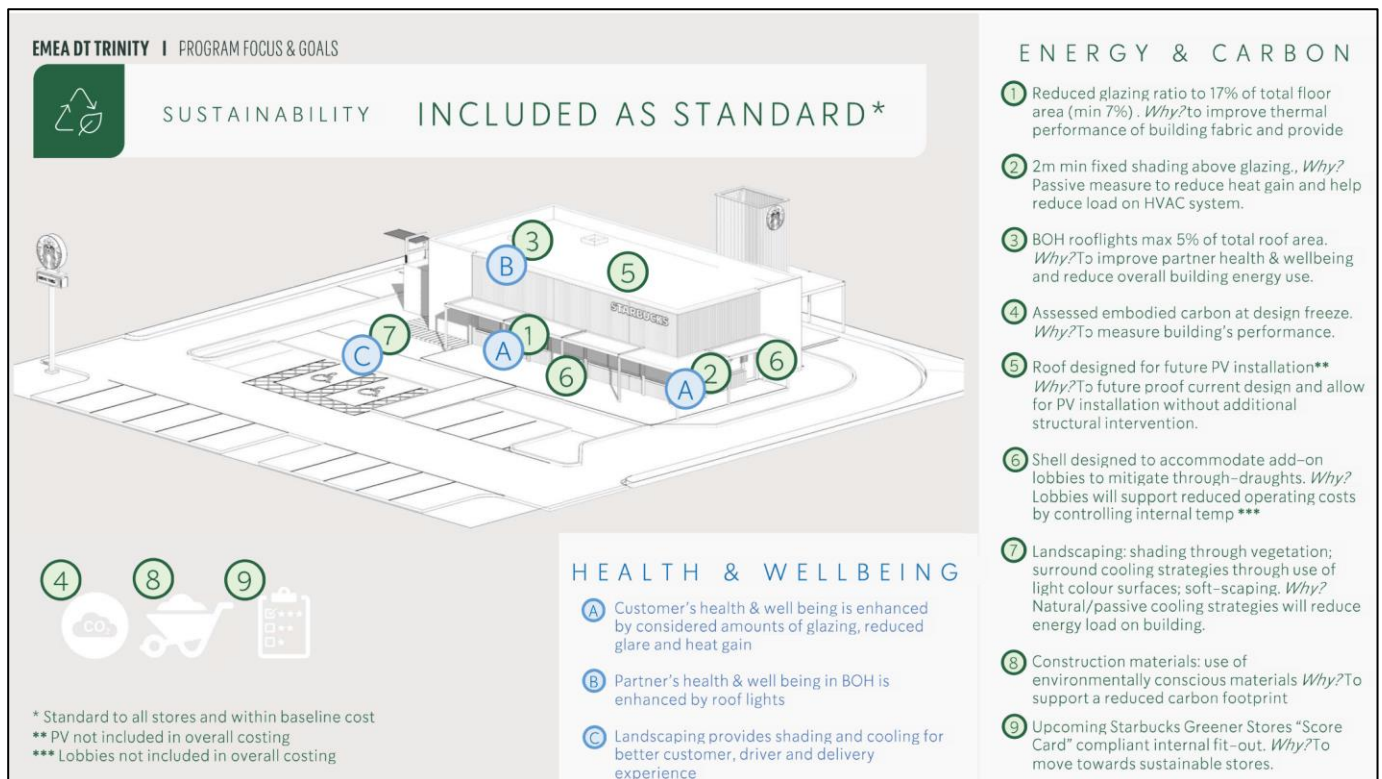 EMEA DT TRINITY | PROGRAM FOCUS & GOALS
SUSTAINABILITY INCLUDED AS STANDARD*
STARBUCKS
3
B
5
7
C
1
A
6
2
A
6
4
8
9
CO₂
* Standard to all stores and within baseline cost
** PV not included in overall costing
*** Lobbies not included in overall costing
HEALTH & WELLBEING
A Customer's health & well being is enhanced
by considered amounts of glazing, reduced
glare and heat gain
B Partner's health & well being in BOH is
enhanced by roof lights
C Landscaping provides shading and cooling for
better customer, driver and delivery
experience
ENERGY & CARBON
1 Reduced glazing ratio to 17% of total floor
area (min 7%) . Why?to improve thermal
performance of building fabric and provide
2 2m min fixed shading above glazing., Why?
Passive measure to reduce heat gain and help
reduce load on HVAC system.
3 BOH rooflights max 5% of total roof area.
Why?To improve partner health & wellbeing
and reduce overall building energy use.
4 Assessed embodied carbon at design freeze.
Why?To measure building's performance.
5 Roof designed for future PV installation**
Why?To future proof current design and allow
for PV installation without additional
structural intervention.
6 Shell designed to accommodate add-on
lobbies to mitigate through-draughts. Why?
Lobbies will support reduced operating costs
by controlling internal temp ***
7 Landscaping: shading through vegetation;
surround cooling strategies through use of
light colour surfaces; soft-scaping. Why?
Natural/passive cooling strategies will reduce
energy load on building.
8 Construction materials: use of
environmentally conscious materials Why?To
support a reduced carbon footprint
9 Upcoming Starbucks Greener Stores "Score
Card" compliant internal fit-out. Why?To
move towards sustainable stores.